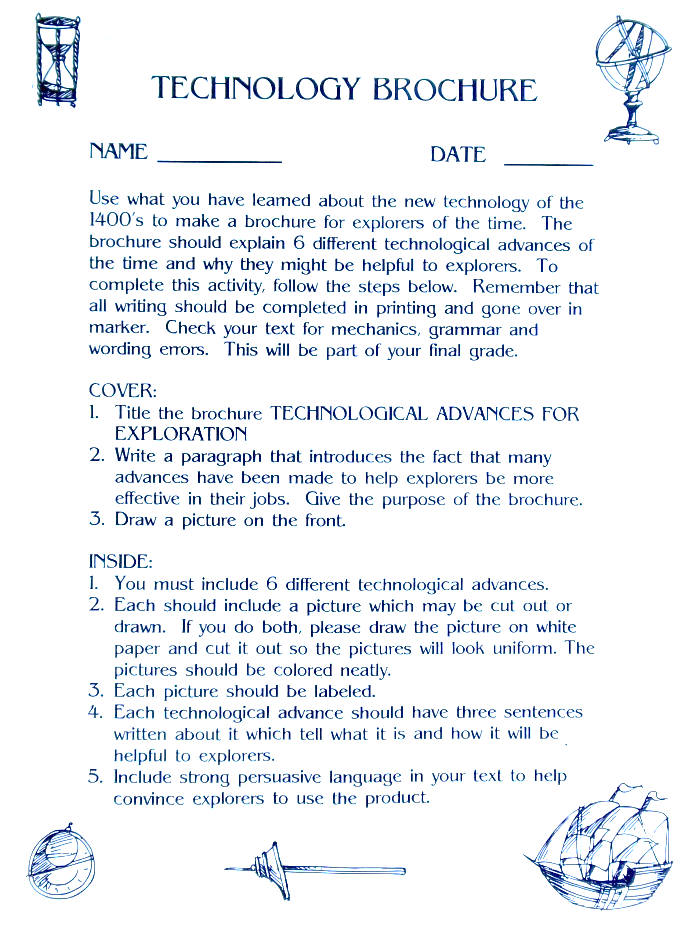 TECHNOLOGY BROCHURE
NAME ____________ DATE _________
Use what you have learned about the new technology of the
1400's to make a brochure for explorers of the time. The
brochure should explain 6 different technological advances of
the time and why they might be helpful to explorers. To
complete this activity, follow the steps below. Remember that
all writing should be completed in printing and gone over in
marker. Check your text for mechanics, grammar and
wording errors. This will be part of your final grade.
COVER:
1. Title the brochure TECHNOLOGICAL ADVANCES FOR
EXPLORATION
2. Write a paragraph that introduces the fact that many
advances have been made to help explorers be more
effective in their jobs. Give the purpose of the brochure.
3. Draw a picture on the front.
INSIDE:
1. You must include 6 different technological advances.
2. Each should include a picture which may be cut out or
drawn. If you do both, please draw the picture on white
paper and cut it out so the pictures will look uniform. The
pictures should be colored neatly.
3. Each picture should be labeled.
4. Each technological advance should have three sentences
written about it which tell what it is and how it will be
helpful to explorers.
5. Include strong persuasive language in your text to help
convince explorers to use the product.